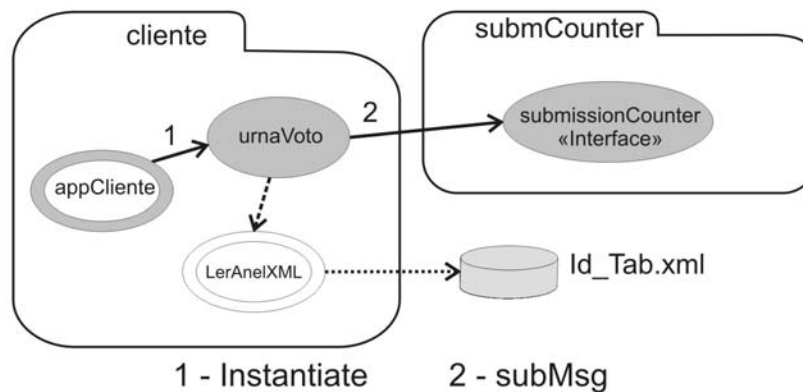 cliente
submCounter
1
urnaVoto
2
submissionCounter
«Interface»
appCliente
LerAnelXML
Id_Tab.xml
1 - Instantiate
2 - subMsg